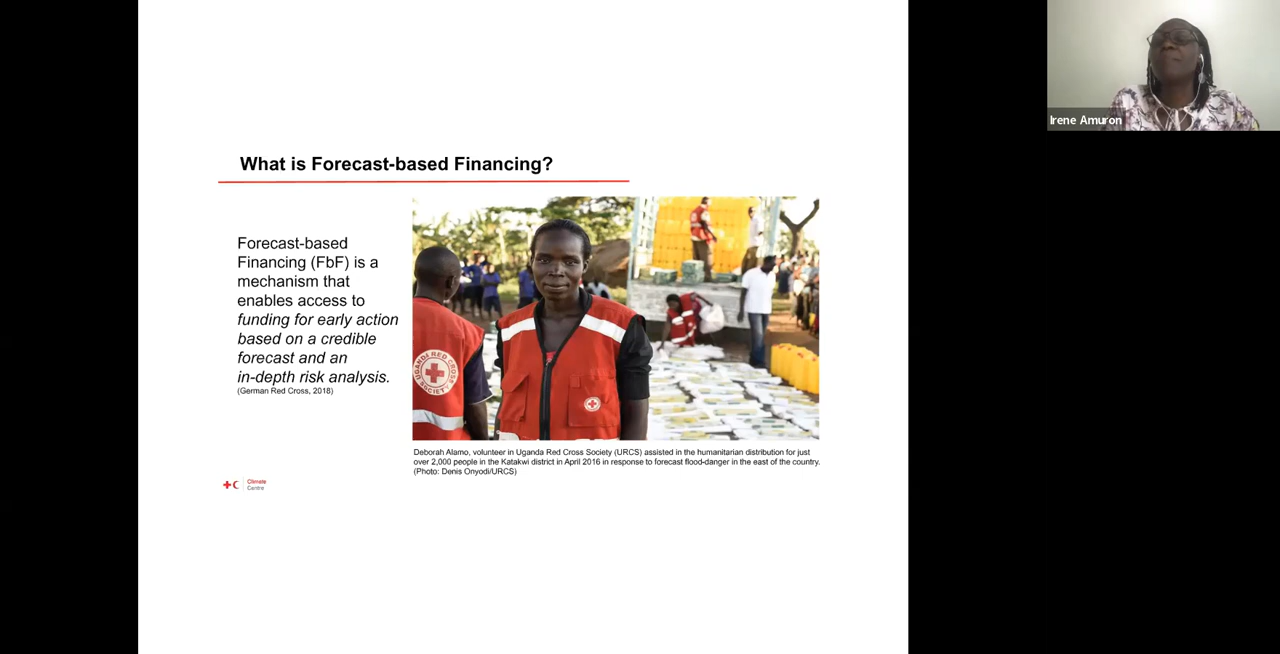 What is Forecast-based Financing?
Forecast-based
Financing (FbF) is a
mechanism that
enables access to
funding for early action
based on a credible
forecast and an
in-depth risk analysis.
(German Red Cross, 2018)
UGANDA RED CROSS
SOCIETY
Deborah Alamo, volunteer in Uganda Red Cross Society (URCS) assisted in the humanitarian distribution for just
over 2,000 people in the Katakwi district in April 2016 in response to forecast flood-danger in the east of the country.
(Photo: Denis Onyodi/URCS)
Climate
Centre
Irene Amuron